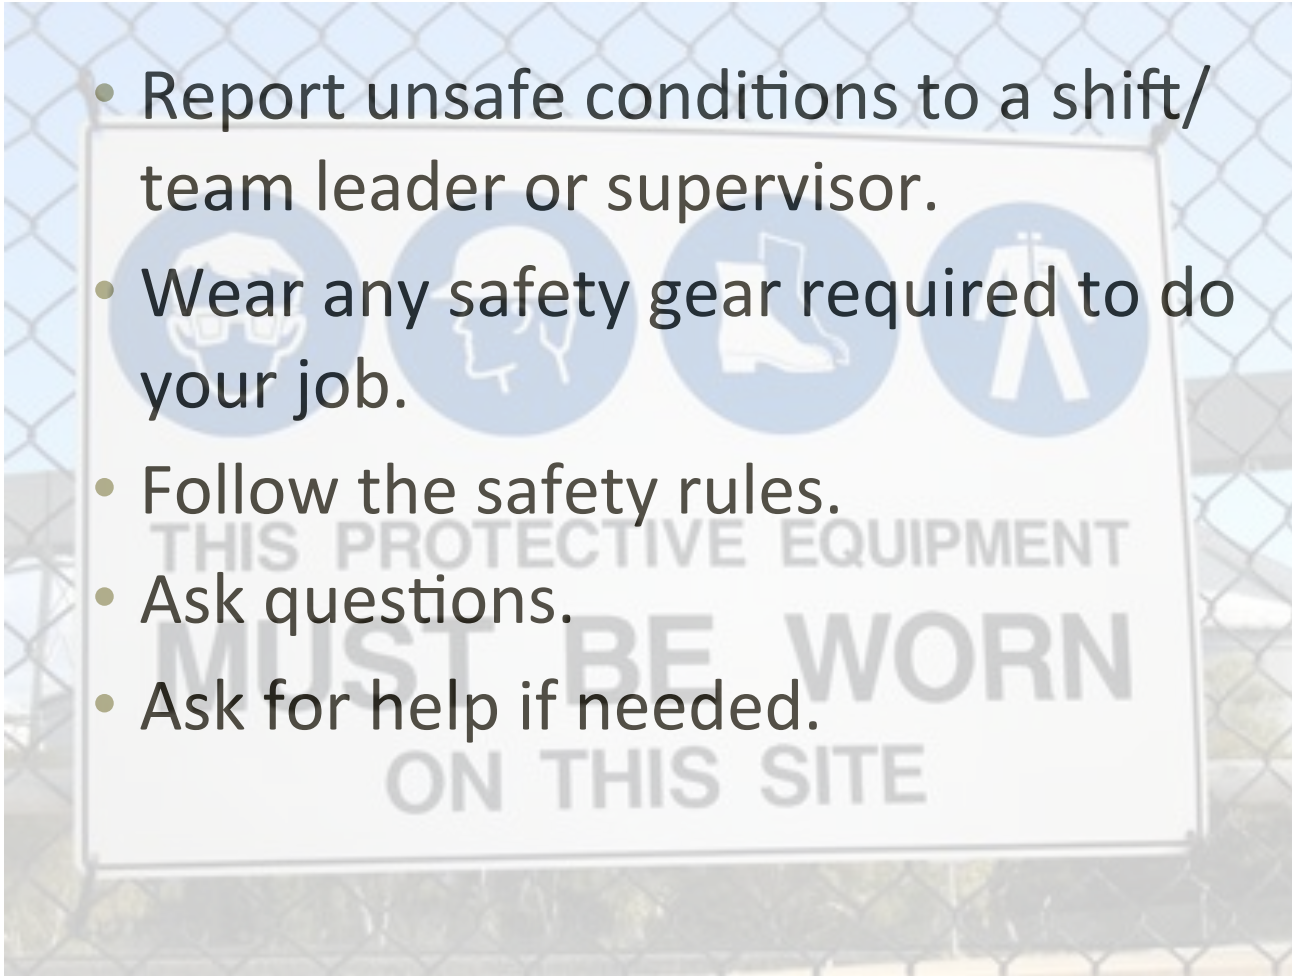 • Report unsafe conditions to a shift/
team leader or supervisor.
• Wear any safety gear required to do
your job.
• Follow the safety rules.
THIS PROTECTIVE EQUIPMENT
• Ask questions.
MUST BE WORN
• Ask for help if needed.
ON THIS SITE